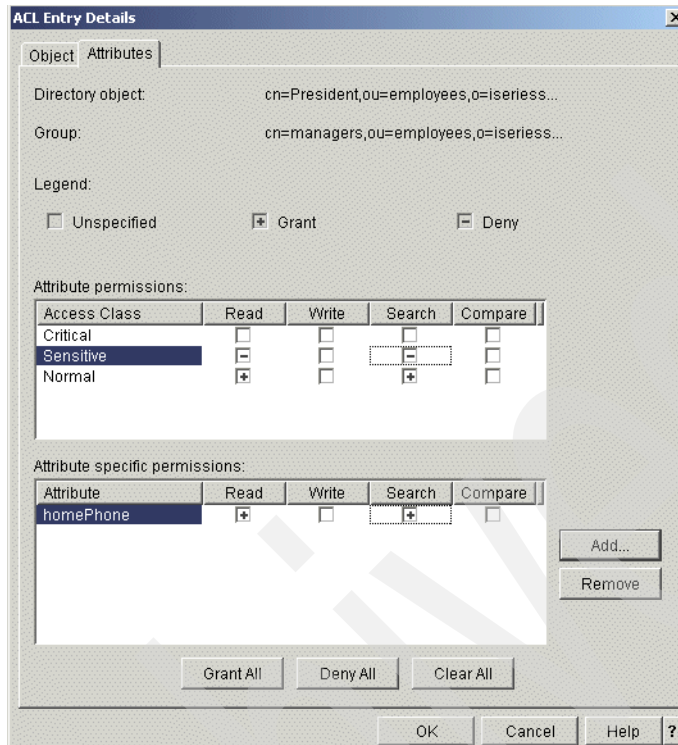 ACL Entry Details
Object Attributes
Directory object: cn=President,ou=employees,o=iseriess...
Group: cn=managers,ou=employees,o=iseriess...
Legend:
Unspecified Grant Deny
Attribute permissions:
Access Class Read Write Search Compare
Critical
Sensitive
Normal
Attribute specific permissions:
Attribute Read Write Search Compare
homePhone
Add...
Remove
Grant All Deny All Clear All
OK Cancel Help ?